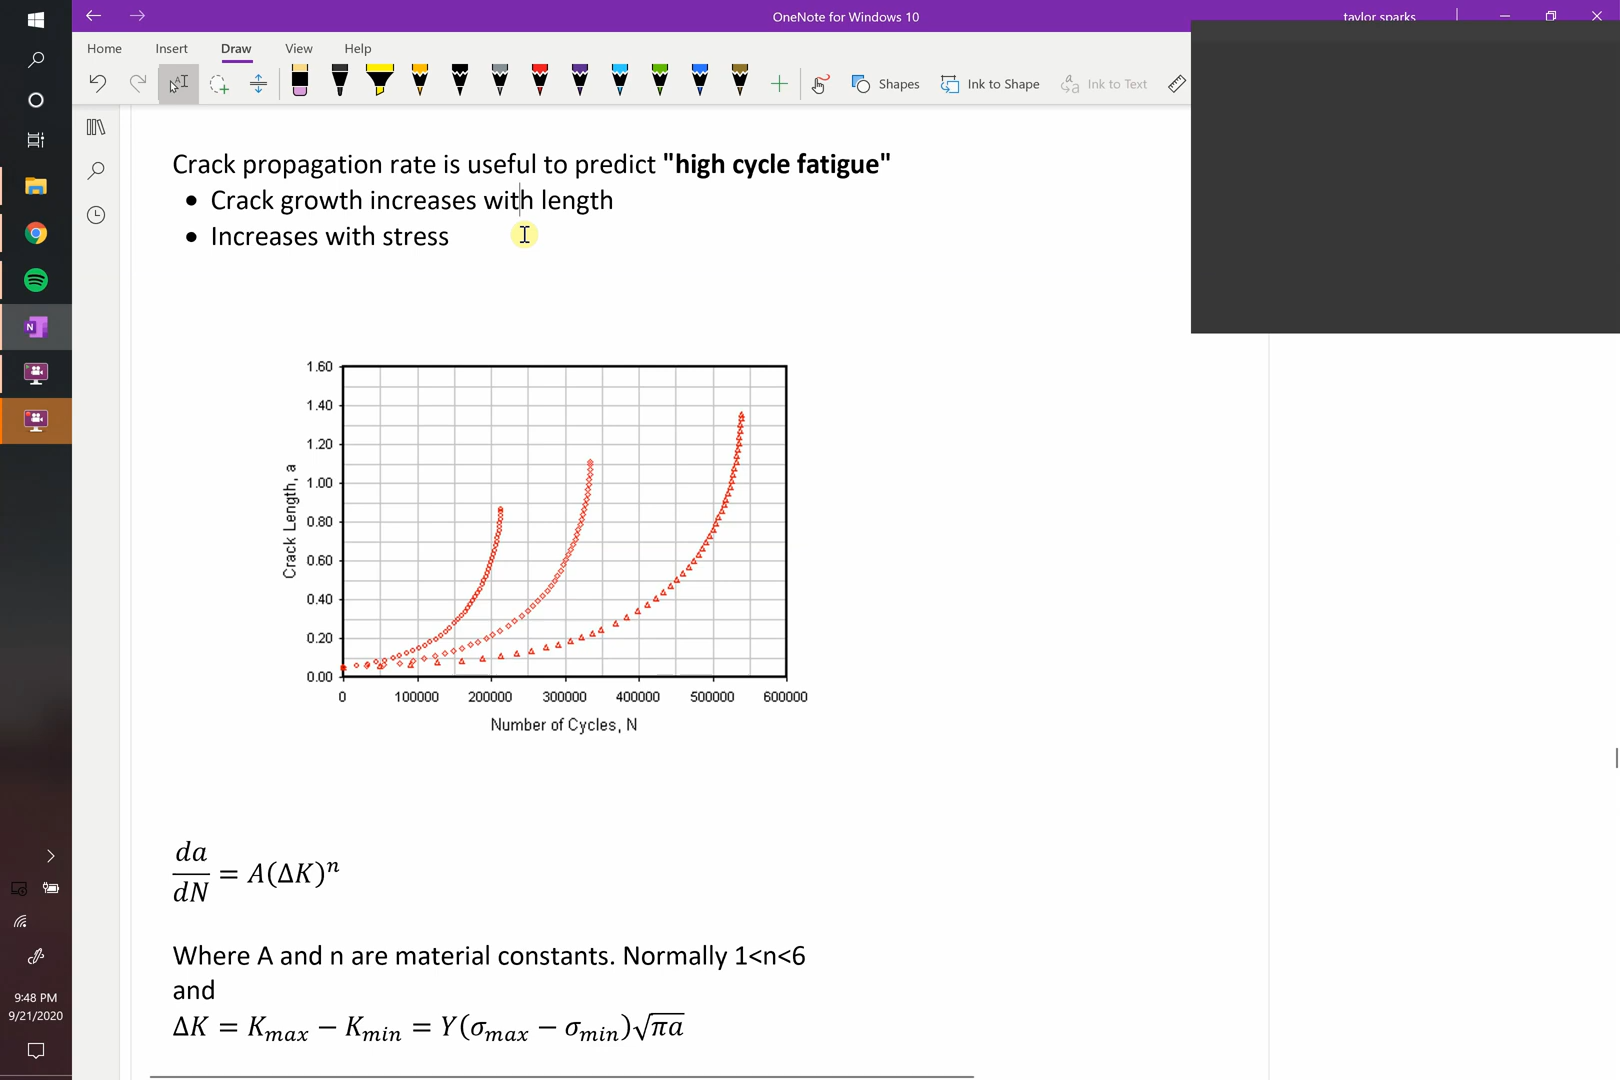 OneNote for Windows 10
taylor sparks
Home Insert Draw View Help
Shapes
Ink to Shape
Ink to Text
Crack propagation rate is useful to predict "high cycle fatigue"
• Crack growth increases with length
• Increases with stress
1.60
1.40
1.20
1.00
0.80
0.60
0.40
0.20
0.00
Crack Length, a
0 100000 200000 300000 400000 500000 600000
Number of Cycles, N
da/dN = A(ΔK)ⁿ
Where A and n are material constants. Normally 1<n<6
and
ΔK = K_max − K_min = Y(σ_max − σ_min)√πa
9:48 PM
9/21/2020